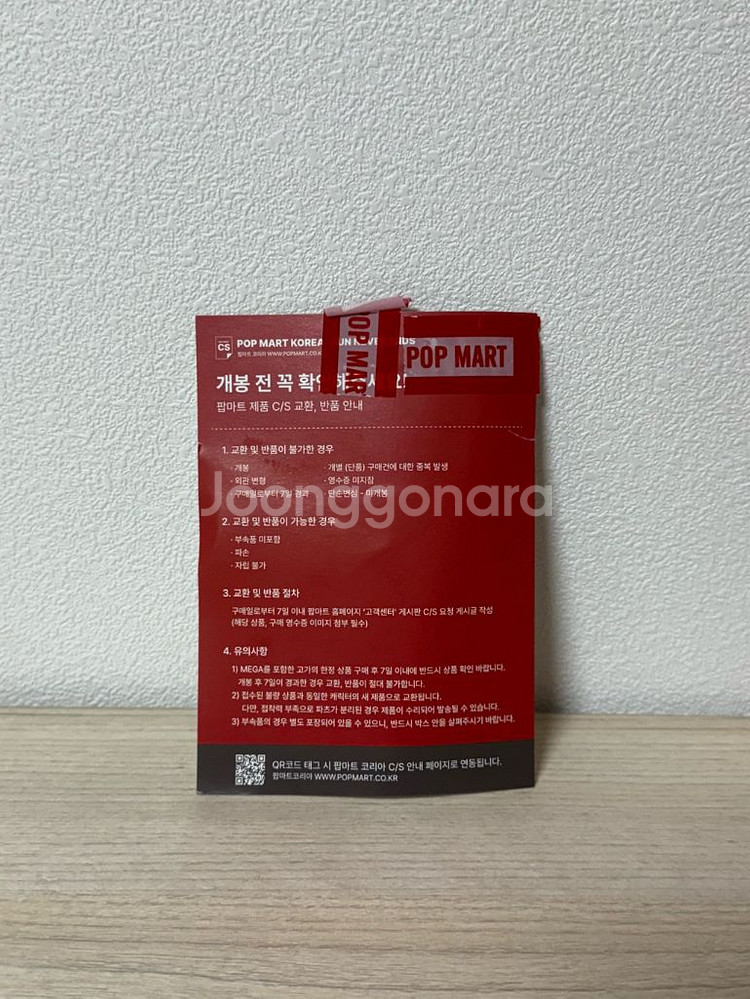 CS
POP MART KOREA
팝마트 코리아 WWW.POPMART.CO.K
POP MAR
POP MART
개봉 전 꼭
팝마트 제품 C/S 교환, 반품 안내
1. 교환 및 반품이 불가한 경우
· 개봉
· 개별 (단품) 구매건에 대한 중복 발생
· 외관 변형
· 영수증 미지참
· 구매일로부터 7일 경과
· 단순변심 - 미개봉
Joonggonara
2. 교환 및 반품이 가능한 경우
· 부속품 미포함
· 파손
· 자립 불가
3. 교환 및 반품 절차
구매일로부터 7일 이내 팝마트 홈페이지 '고객센터' 게시판 C/S 요청 게시글 작성
(해당 상품, 구매 영수증 이미지 첨부 필수)
4. 유의사항
1) MEGA를 포함한 고가의 한정 상품 구매 후 7일 이내에 반드시 상품 확인 바랍니다.
개봉 후 7일이 경과한 경우 교환, 반품이 절대 불가합니다.
2) 접수된 불량 상품과 동일한 캐릭터의 새 제품으로 교환됩니다.
다만, 접착력 부족으로 파츠가 분리된 경우 제품이 수리되어 발송될 수 있습니다.
3) 부속품의 경우 별도 포장되어 있을 수 있으니, 반드시 박스 안을 살펴주시기 바랍니다.
QR코드 태그 시 팝마트 코리아 C/S 안내 페이지로 연동됩니다.
팝마트코리아 WWW.POPMART.CO.KR